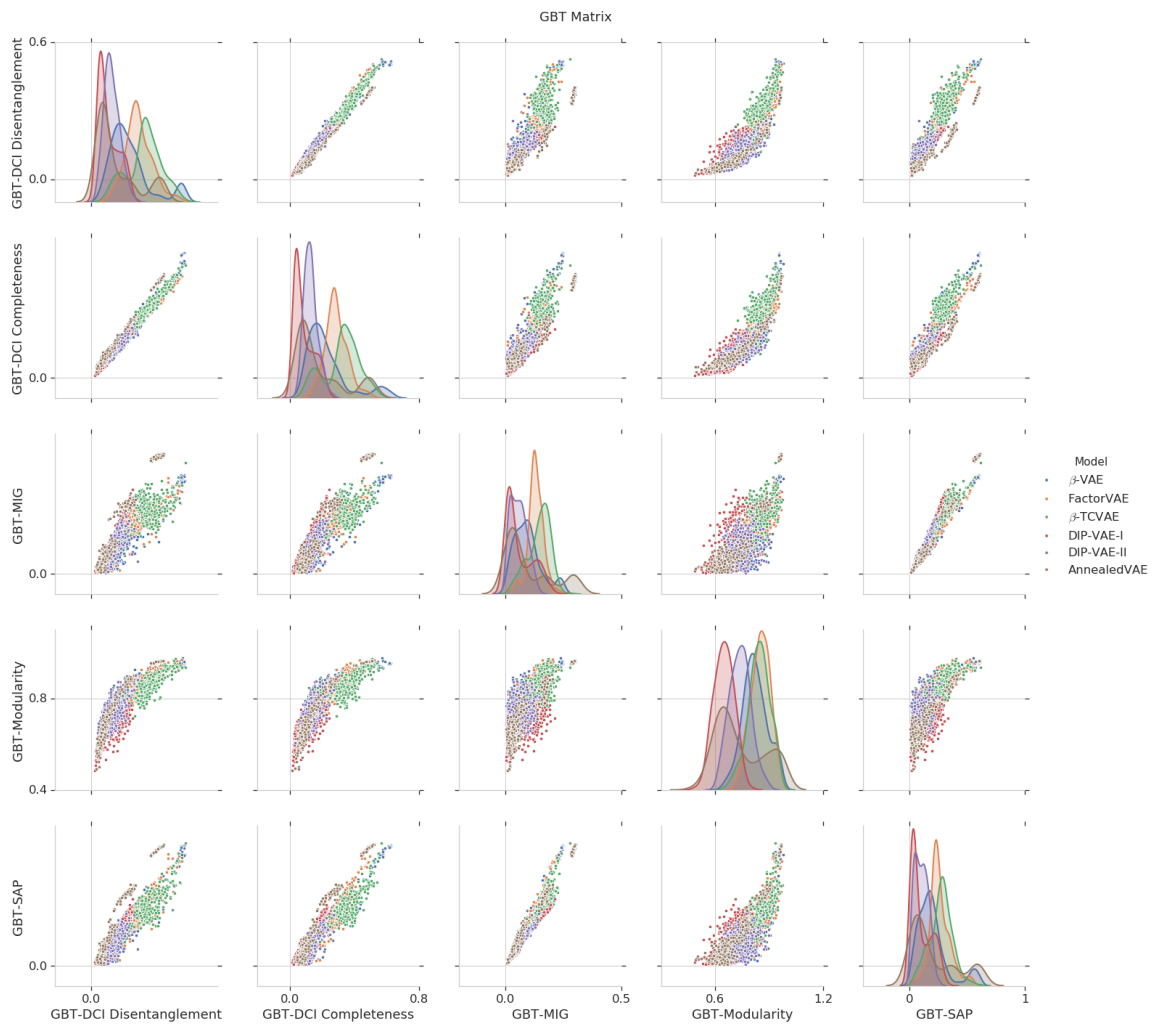 GBT Matrix
0.6
0.0
GBT-DCI Disentanglement
0.0
GBT-DCI Completeness
0.0
GBT-MIG
Model
β-VAE
FactorVAE
β-TCVAE
DIP-VAE-I
DIP-VAE-II
AnnealedVAE
0.8
0.4
GBT-Modularity
0.0
GBT-SAP
0.0
0.0
0.8
0.0
0.5
0.6
1.2
0
1
GBT-DCI Disentanglement
GBT-DCI Completeness
GBT-MIG
GBT-Modularity
GBT-SAP